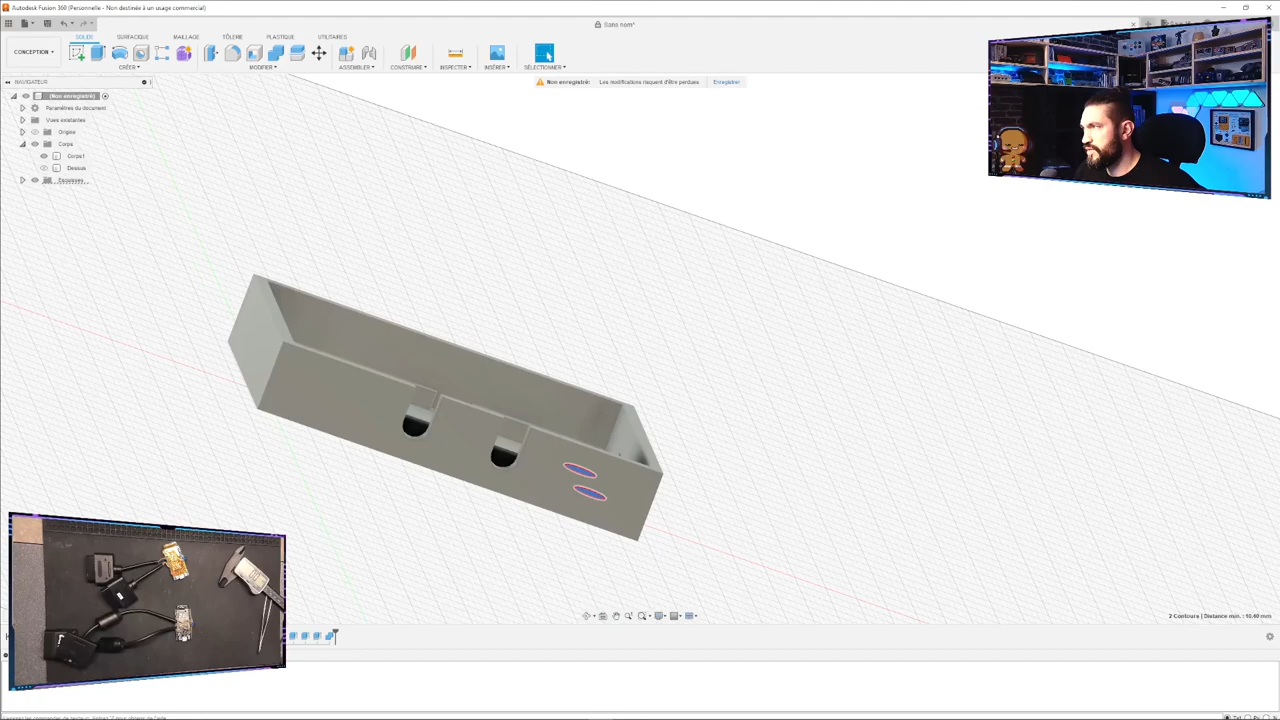 Autodesk Fusion 360 (Personnelle - Non destinée à un usage commercial)
Sans nom*
SOLIDE SURFACIQUE MAILLAGE TÔLERIE PLASTIQUE UTILITAIRES
CONCEPTION
CRÉER MODIFIER ASSEMBLER CONSTRUIRE INSPECTER INSÉRER SÉLECTIONNER
NAVIGATEUR
Non enregistré: Les modifications risquent d'être perdues Enregistrer
(Non enregistré)
Paramètres du document
Vues existantes
Origine
Corps
Corps1
Dessus
Esquisses
2 Contours | Distance min. : 10.40 mm